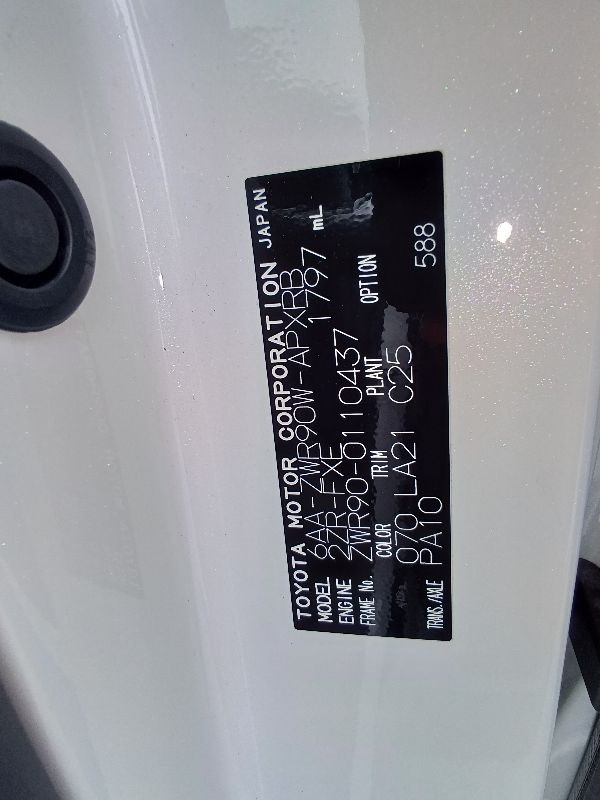 TOYOTA MOTOR CORPORATION JAPAN
MODEL 6AA-ZWR90W-APXRB
ENGINE 2ZR-FXE 1797 mL
FRAME No. ZWR90-0110437
COLOR TRIM PLANT OPTION
070 LA21 C25 588
TRANS./AXLE PA10